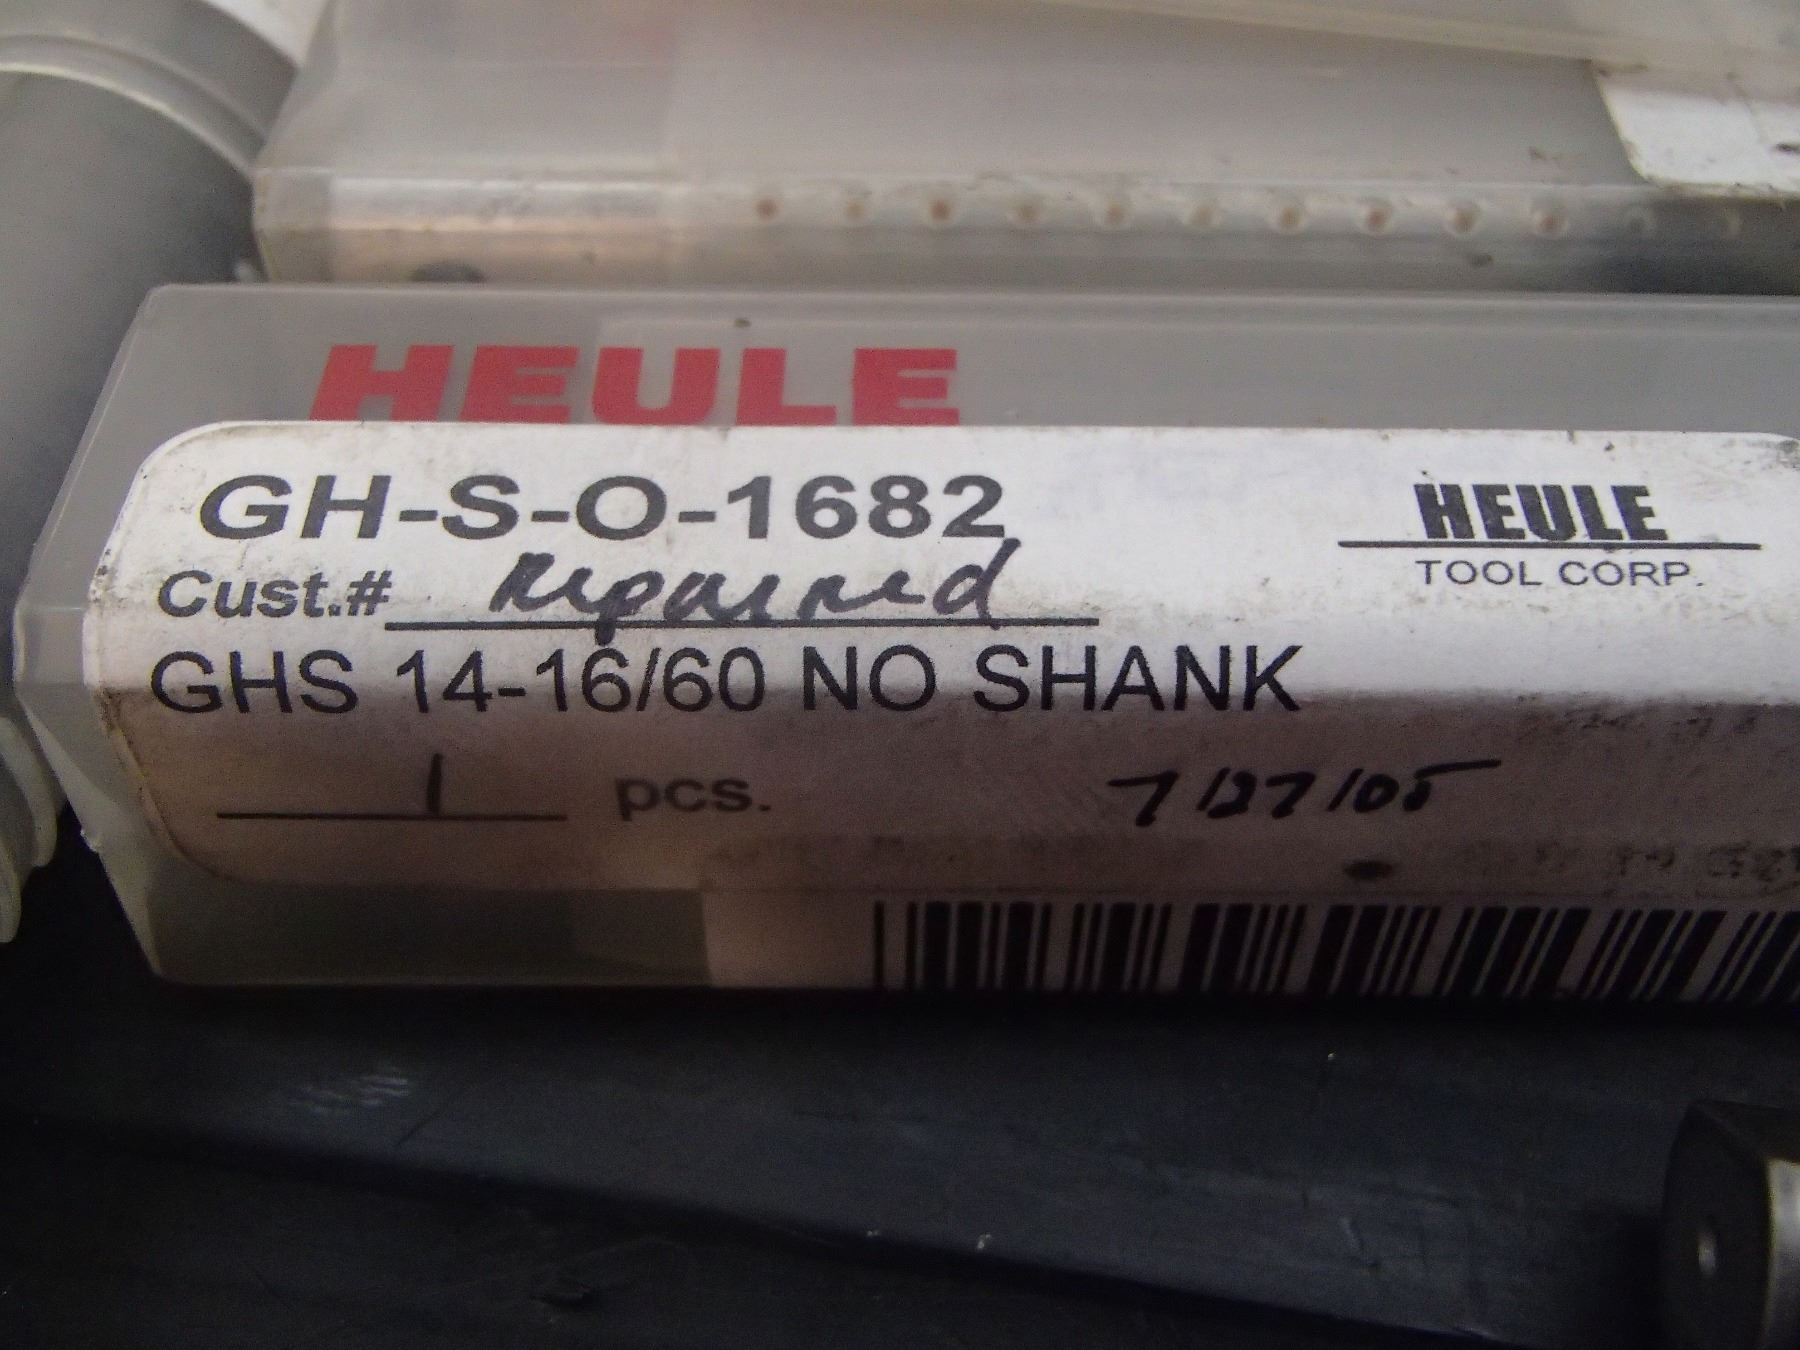 HEULE
GH-S-O-1682
HEULE
TOOL CORP.
Cust.# Repaired
GHS 14-16/60 NO SHANK
1 pcs. 7/27/05